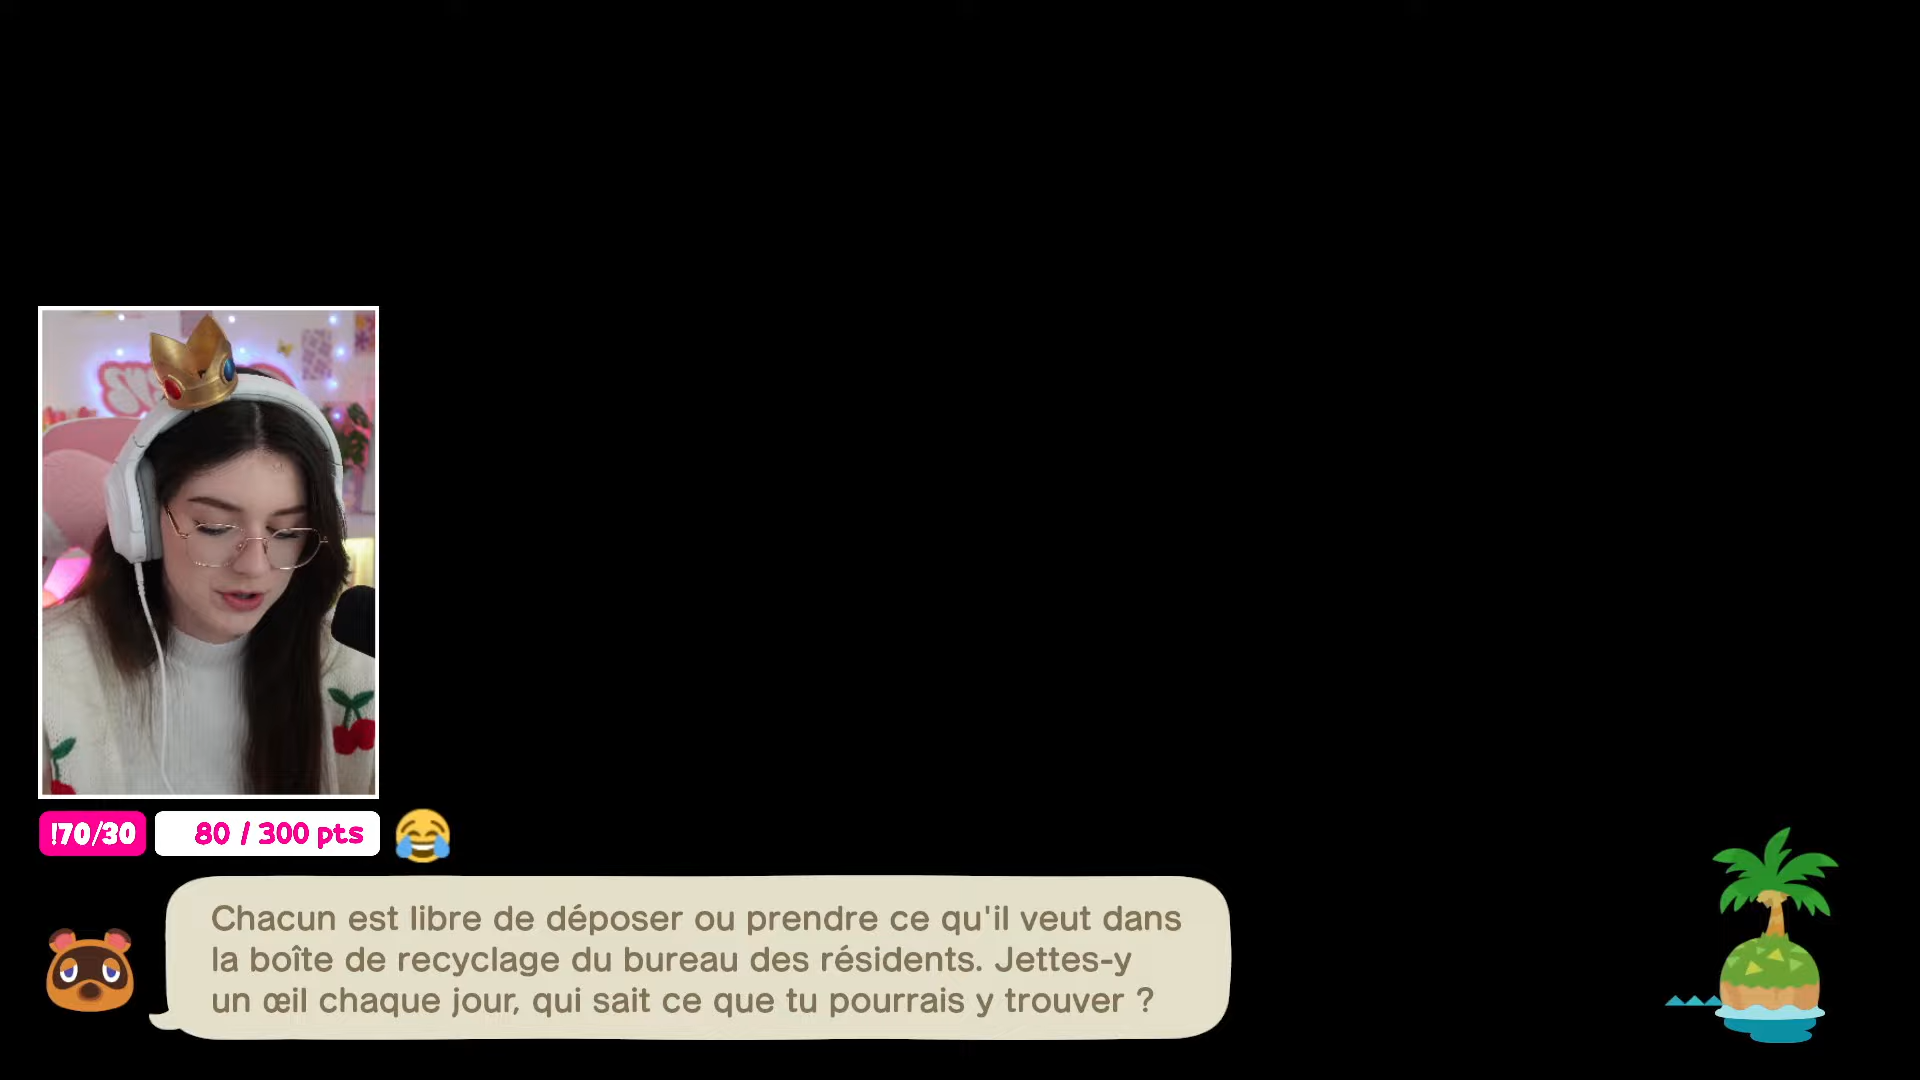 !70/30
80 / 300 pts
Chacun est libre de déposer ou prendre ce qu'il veut dans
la boîte de recyclage du bureau des résidents. Jettes-y
un œil chaque jour, qui sait ce que tu pourrais y trouver ?